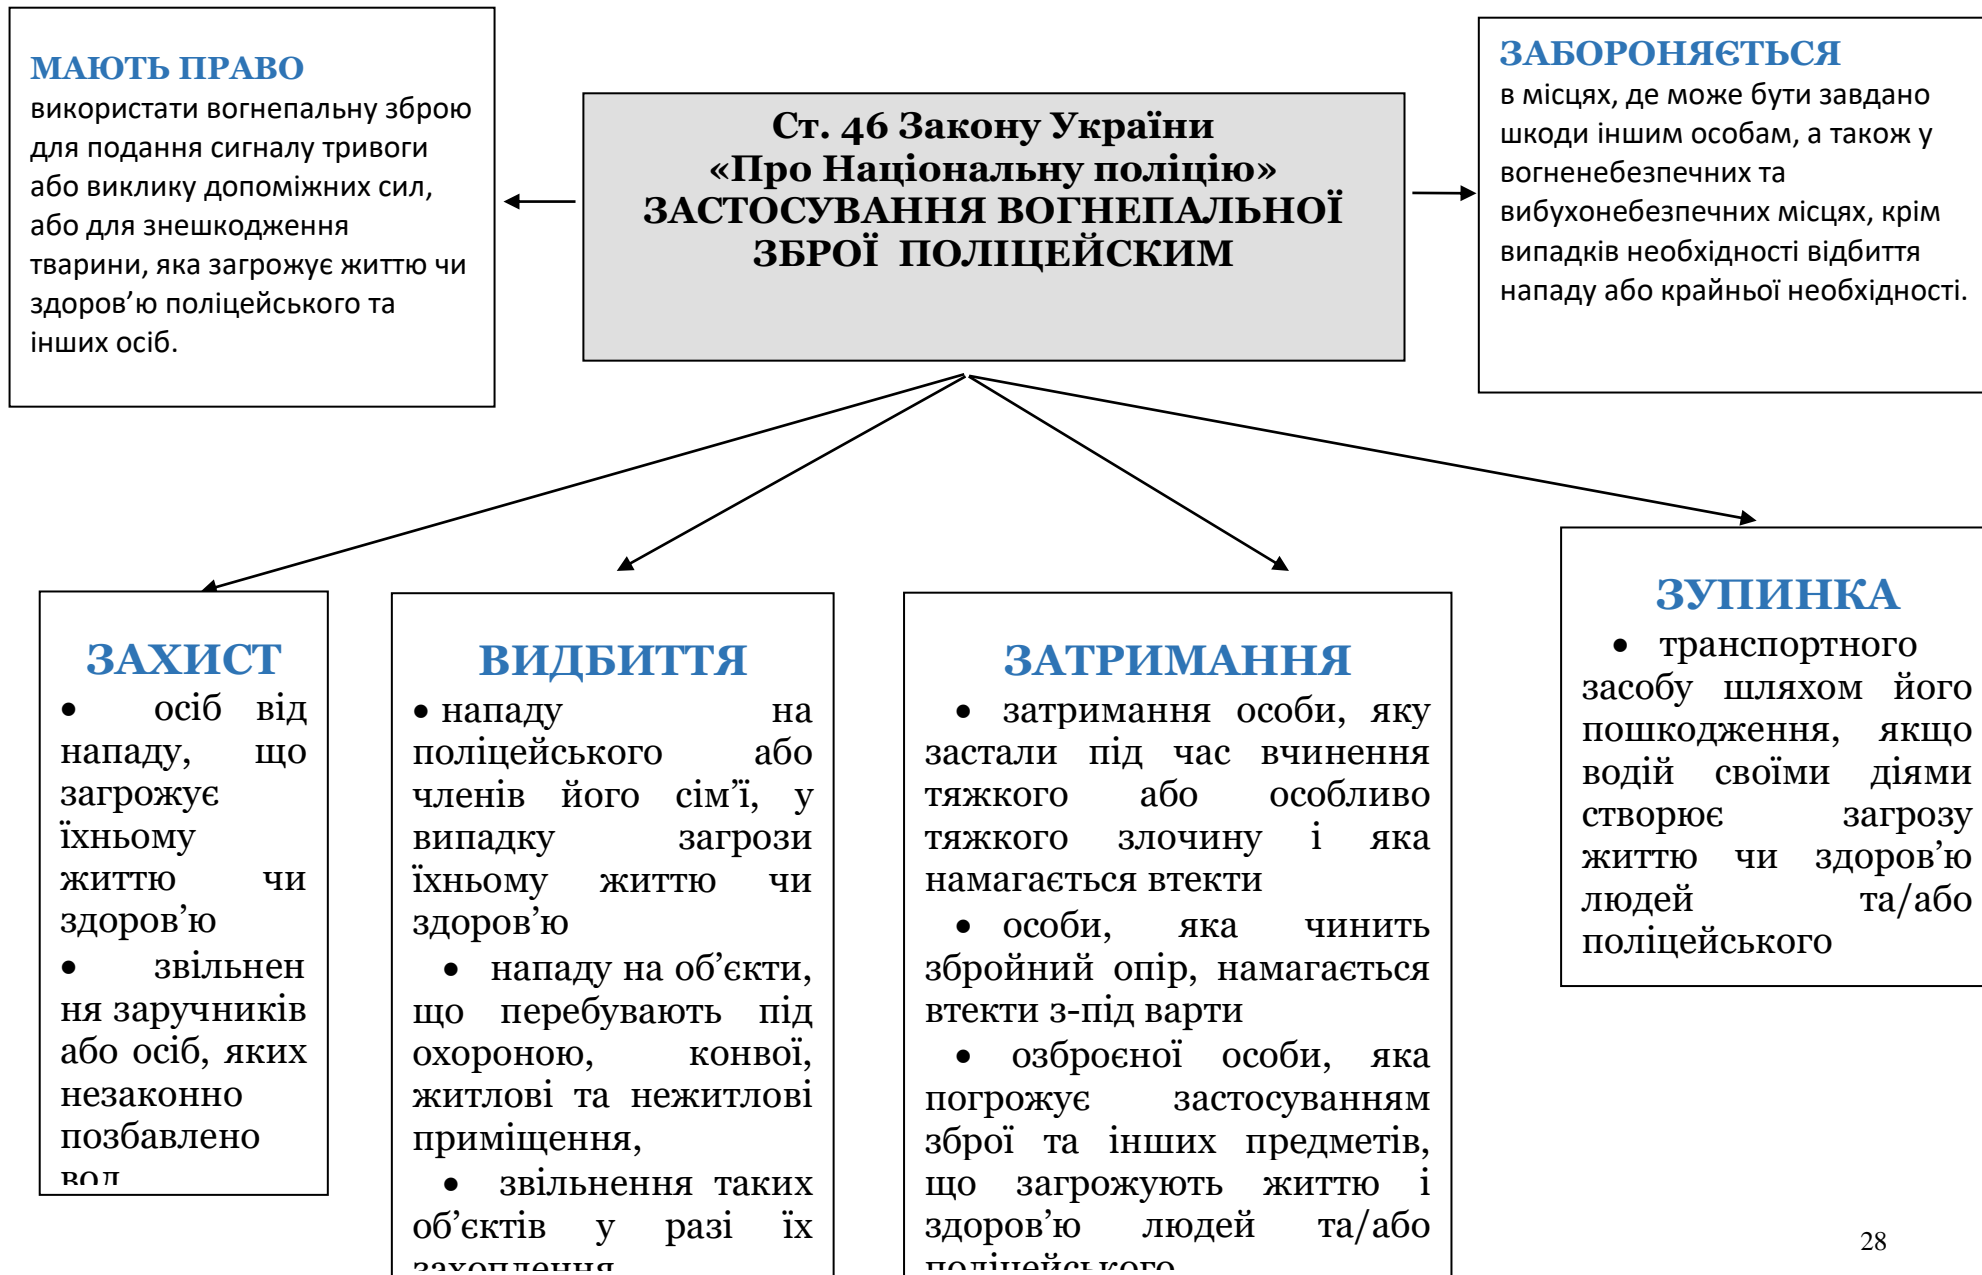 МАЮТЬ ПРАВО
використати вогнепальну зброю
для подання сигналу тривоги
або виклику допоміжних сил,
або для знешкодження
тварини, яка загрожує життю чи
здоров’ю поліцейського та
інших осіб.
Ст. 46 Закону України
«Про Національну поліцію»
ЗАСТОСУВАННЯ ВОГНЕПАЛЬНОЇ
ЗБРОЇ ПОЛІЦЕЙСКИМ
ЗАБОРОНЯЄТЬСЯ
в місцях, де може бути завдано
шкоди іншим особам, а також у
вогненебезпечних та
вибухонебезпечних місцях, крім
випадків необхідності відбиття
нападу або крайньої необхідності.
ЗАХИСТ
• осіб від
нападу, що
загрожує
їхньому
життю чи
здоров’ю
• звільнен
ня заручників
або осіб, яких
незаконно
позбавлено
вол
ВИДБИТТЯ
• нападу на
поліцейського або
членів його сім’ї, у
випадку загрози
їхньому життю чи
здоров’ю
• нападу на об’єкти,
що перебувають під
охороною, конвої,
житлові та нежитлові
приміщення,
• звільнення таких
об’єктів у разі їх
захоплення
ЗАТРИМАННЯ
• затримання особи, яку
застали під час вчинення
тяжкого або особливо
тяжкого злочину і яка
намагається втекти
• особи, яка чинить
збройний опір, намагається
втекти з-під варти
• озброєної особи, яка
погрожує застосуванням
зброї та інших предметів,
що загрожують життю і
здоров’ю людей та/або
поліцейського
ЗУПИНКА
• транспортного
засобу шляхом його
пошкодження, якщо
водій своїми діями
створює загрозу
життю чи здоров’ю
людей та/або
поліцейського
28